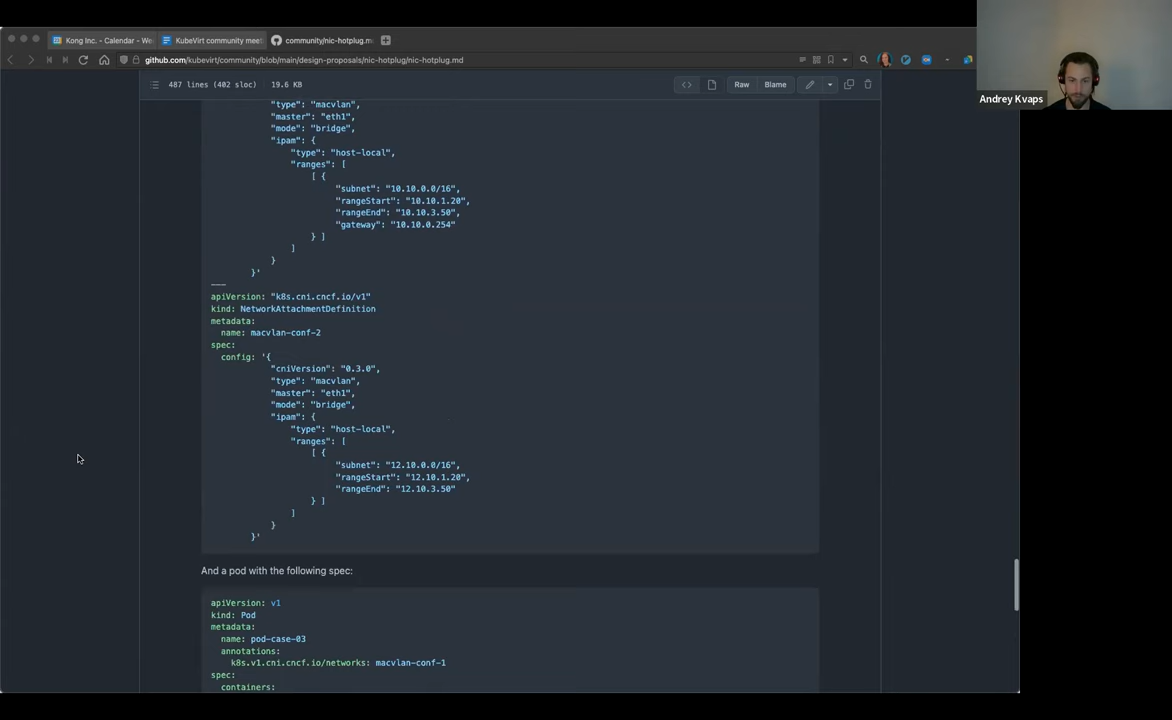 Kong Inc. - Calendar - We
KubeVirt community meet
community/nic-hotplug.m
github.com/kubevirt/community/blob/main/design-proposals/nic-hotplug/nic-hotplug.md
487 lines (402 sloc) 19.6 KB
Raw
Blame
Andrey Kvaps
"type": "macvlan",
"master": "eth1",
"mode": "bridge",
"ipam": {
"type": "host-local",
"ranges": [
[ {
"subnet": "10.10.0.0/16",
"rangeStart": "10.10.1.20",
"rangeEnd": "10.10.3.50",
"gateway": "10.10.0.254"
} ]
]
}
}'
---
apiVersion: "k8s.cni.cncf.io/v1"
kind: NetworkAttachmentDefinition
metadata:
name: macvlan-conf-2
spec:
config: '{
"cniVersion": "0.3.0",
"type": "macvlan",
"master": "eth1",
"mode": "bridge",
"ipam": {
"type": "host-local",
"ranges": [
[ {
"subnet": "12.10.0.0/16",
"rangeStart": "12.10.1.20",
"rangeEnd": "12.10.3.50"
} ]
]
}
}'
And a pod with the following spec:
apiVersion: v1
kind: Pod
metadata:
name: pod-case-03
annotations:
k8s.v1.cni.cncf.io/networks: macvlan-conf-1
spec:
containers: